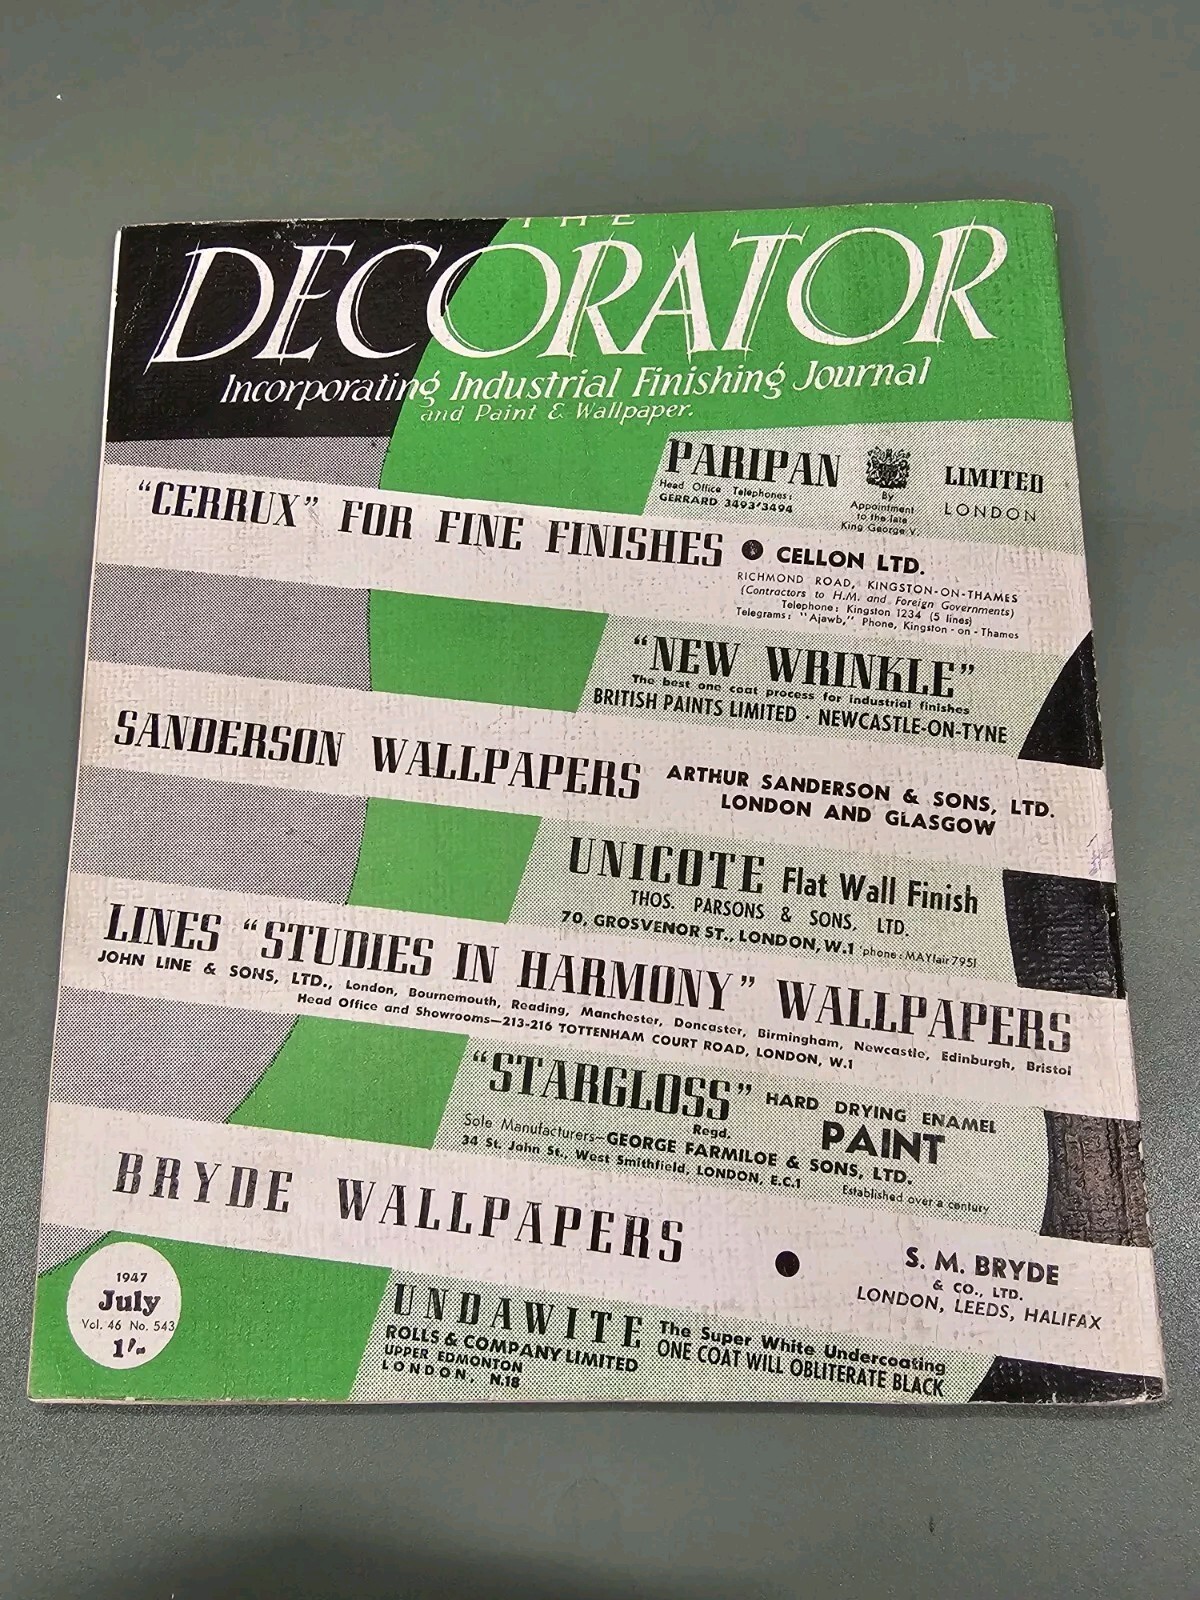 THE
DECORATOR
Incorporating Industrial Finishing Journal
and Paint & Wallpaper.
PARIPAN LIMITED
Head Office Telephones:
GERRARD 3493'3494
By
Appointment
to the late
King George V.
LONDON
"CERRUX" FOR FINE FINISHES
CELLON LTD.
RICHMOND ROAD, KINGSTON-ON-THAMES
(Contractors to H.M. and Foreign Governments)
Telephone: Kingston 1234 (5 lines)
Telegrams: "Ajawb," Phone, Kingston-on-Thames
"NEW WRINKLE"
The best one coat process for industrial finishes
BRITISH PAINTS LIMITED · NEWCASTLE-ON-TYNE
SANDERSON WALLPAPERS
ARTHUR SANDERSON & SONS, LTD.
LONDON AND GLASGOW
UNICOTE Flat Wall Finish
THOS. PARSONS & SONS, LTD.
70, GROSVENOR ST., LONDON, W.1 'phone: MAYfair 7951
LINES "STUDIES IN HARMONY" WALLPAPERS
JOHN LINE & SONS, LTD., London, Bournemouth, Reading, Manchester, Doncaster, Birmingham, Newcastle, Edinburgh, Bristol
Head Office and Showrooms—213-216 TOTTENHAM COURT ROAD, LONDON, W.1
"STARGLOSS" HARD DRYING ENAMEL
Regd.
PAINT
Sole Manufacturers—GEORGE FARMILOE & SONS, LTD.
34 St. John St., West Smithfield, LONDON, E.C.1
Established over a century
BRYDE WALLPAPERS
S. M. BRYDE
& CO., LTD.
LONDON, LEEDS, HALIFAX
1947
July
Vol. 46 No. 543
1/-
UNDAWITE
ROLLS & COMPANY LIMITED
UPPER EDMONTON
LONDON, N.18
The Super White Undercoating
ONE COAT WILL OBLITERATE BLACK